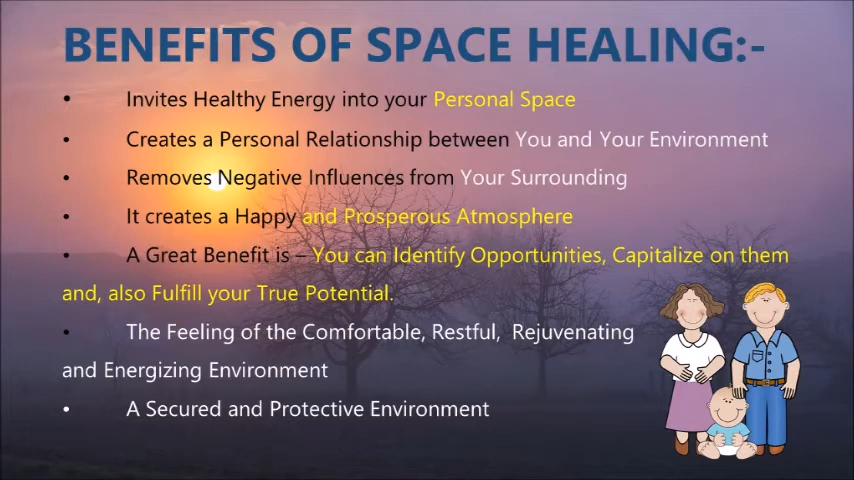 BENEFITS OF SPACE HEALING:-
• Invites Healthy Energy into your Personal Space
• Creates a Personal Relationship between You and Your Environment
• Removes Negative Influences from Your Surrounding
• It creates a Happy and Prosperous Atmosphere
• A Great Benefit is – You can Identify Opportunities, Capitalize on them
and, also Fulfill your True Potential.
• The Feeling of the Comfortable, Restful, Rejuvenating
and Energizing Environment
• A Secured and Protective Environment